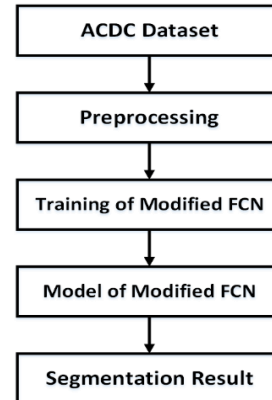 ACDC Dataset
Preprocessing
Training of Modified FCN
Model of Modified FCN
Segmentation Result